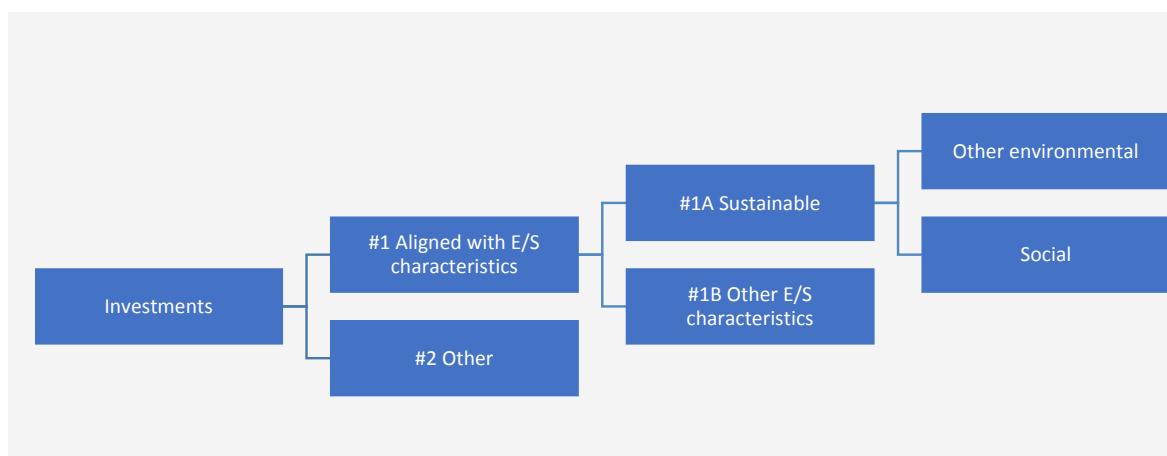 Investments
#1 Aligned with E/S
characteristics
#2 Other
#1A Sustainable
#1B Other E/S
characteristics
Other environmental
Social